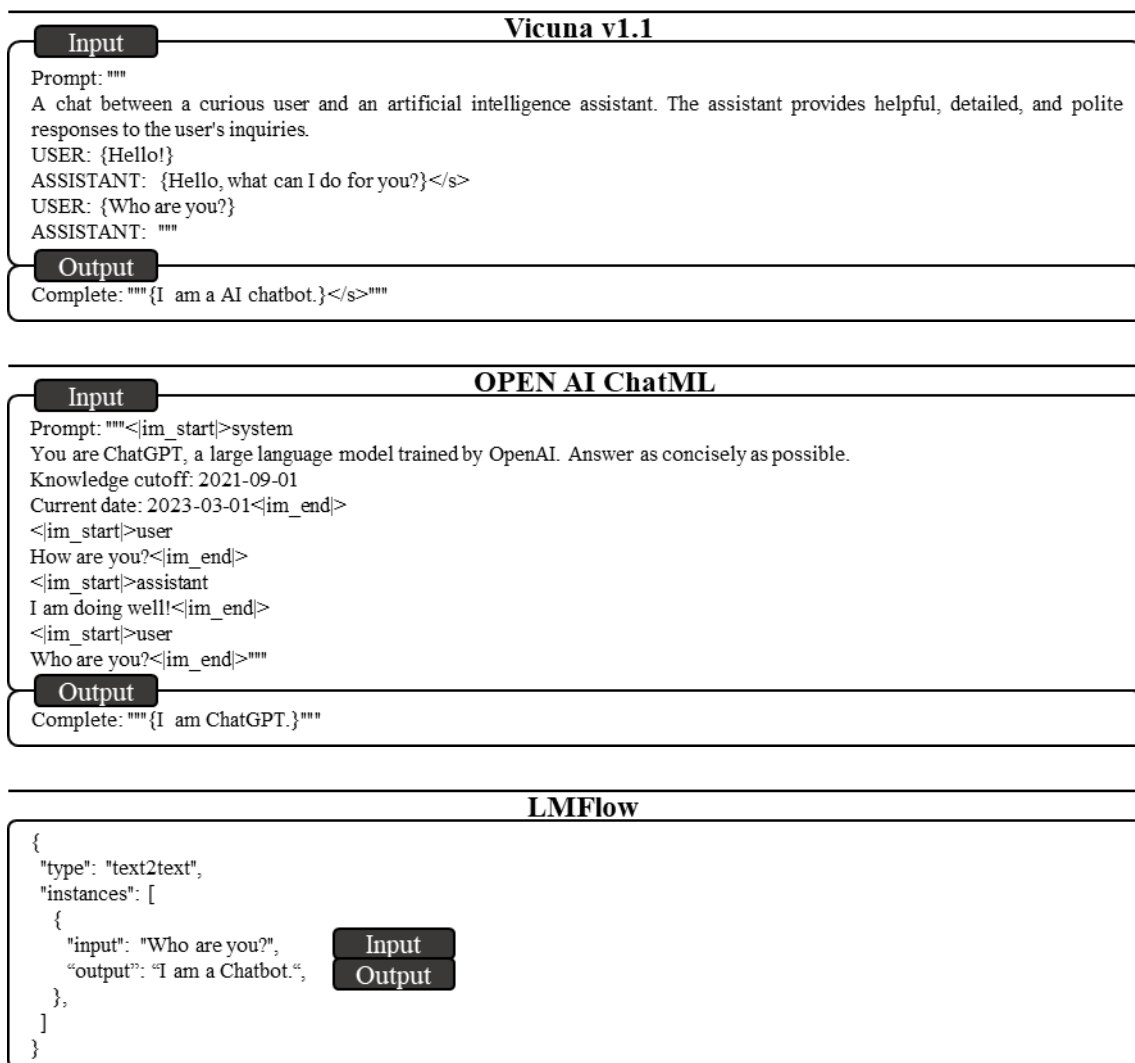 Vicuna v1.1
Input
Prompt: """
A chat between a curious user and an artificial intelligence assistant. The assistant provides helpful, detailed, and polite
responses to the user's inquiries.
USER: {Hello!}
ASSISTANT: {Hello, what can I do for you?}</s>
USER: {Who are you?}
ASSISTANT: """
Output
Complete: """{I am a AI chatbot.}</s>"""
OPEN AI ChatML
Input
Prompt: """<|im_start|>system
You are ChatGPT, a large language model trained by OpenAI. Answer as concisely as possible.
Knowledge cutoff: 2021-09-01
Current date: 2023-03-01<|im_end|>
<|im_start|>user
How are you?<|im_end|>
<|im_start|>assistant
I am doing well!<|im_end|>
<|im_start|>user
Who are you?<|im_end|>"""
Output
Complete: """{I am ChatGPT.}"""
LMFlow
{
"type": "text2text",
"instances": [
{
"input": "Who are you?", Input
“output”: “I am a Chatbot.“, Output
},
]
}